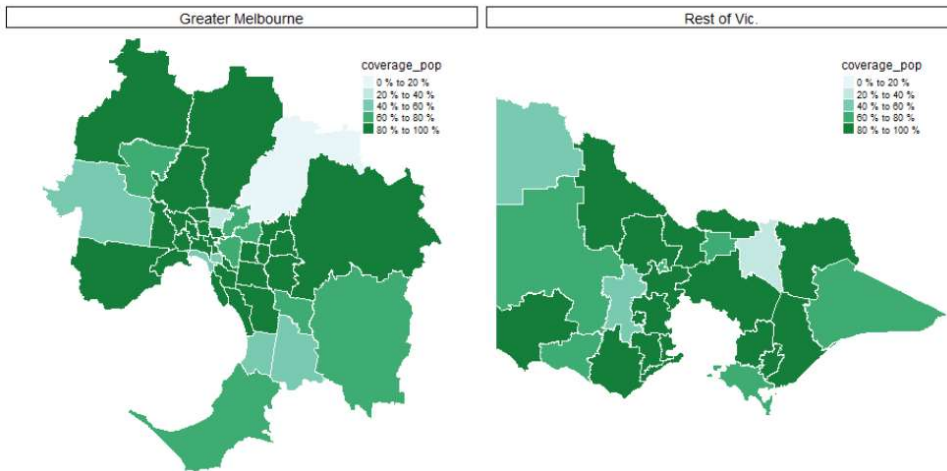 Greater Melbourne
coverage_pop
0 % to 20 %
20 % to 40 %
40 % to 60 %
60 % to 80 %
80 % to 100 %
Rest of Vic.
coverage_pop
0 % to 20 %
20 % to 40 %
40 % to 60 %
60 % to 80 %
80 % to 100 %